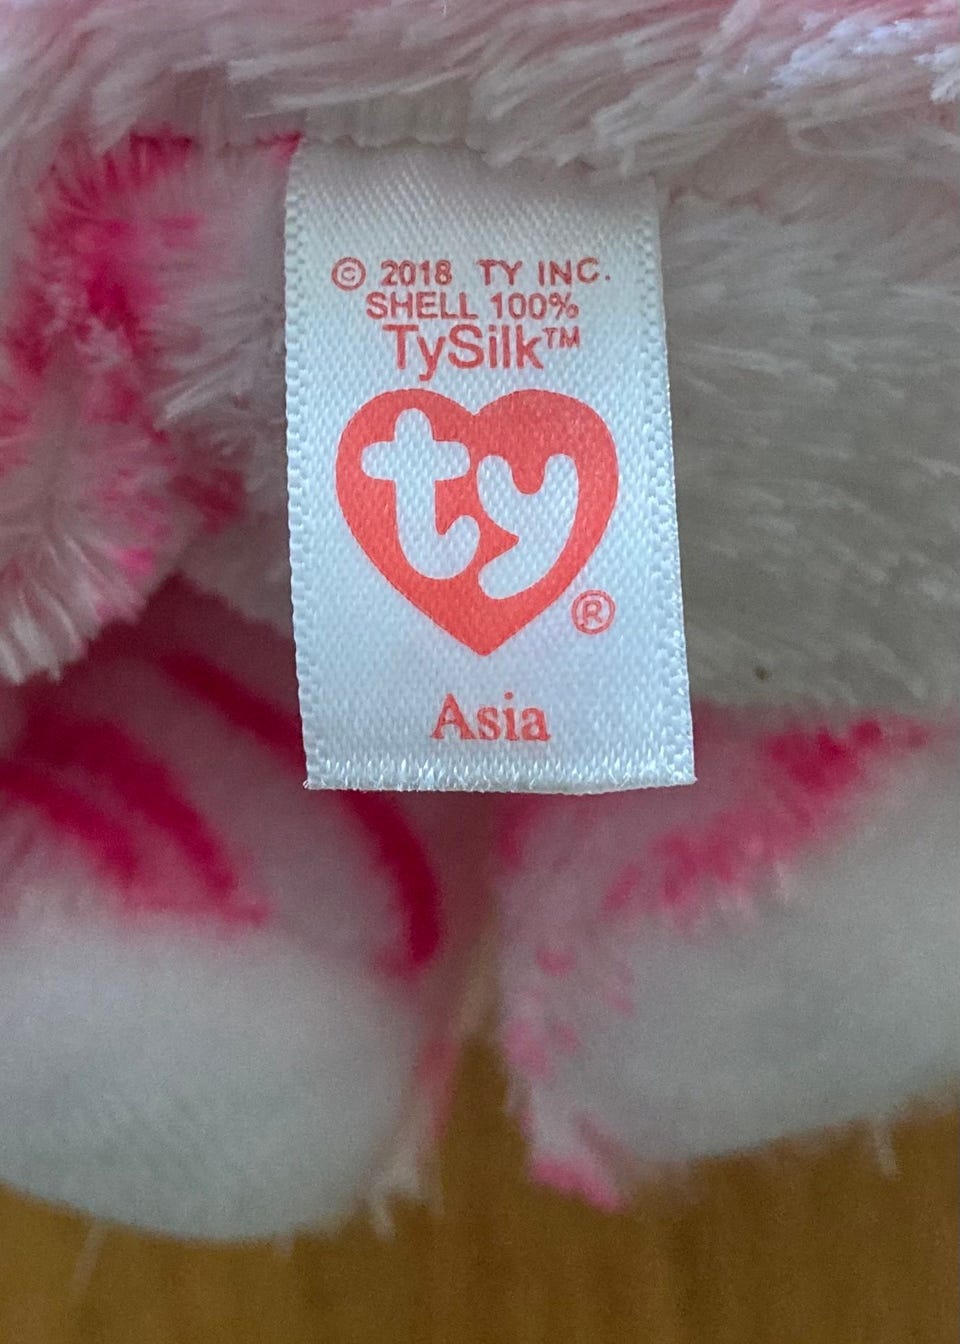 © 2018 TY INC.
SHELL 100%
TySilk™
ty
®
Asia